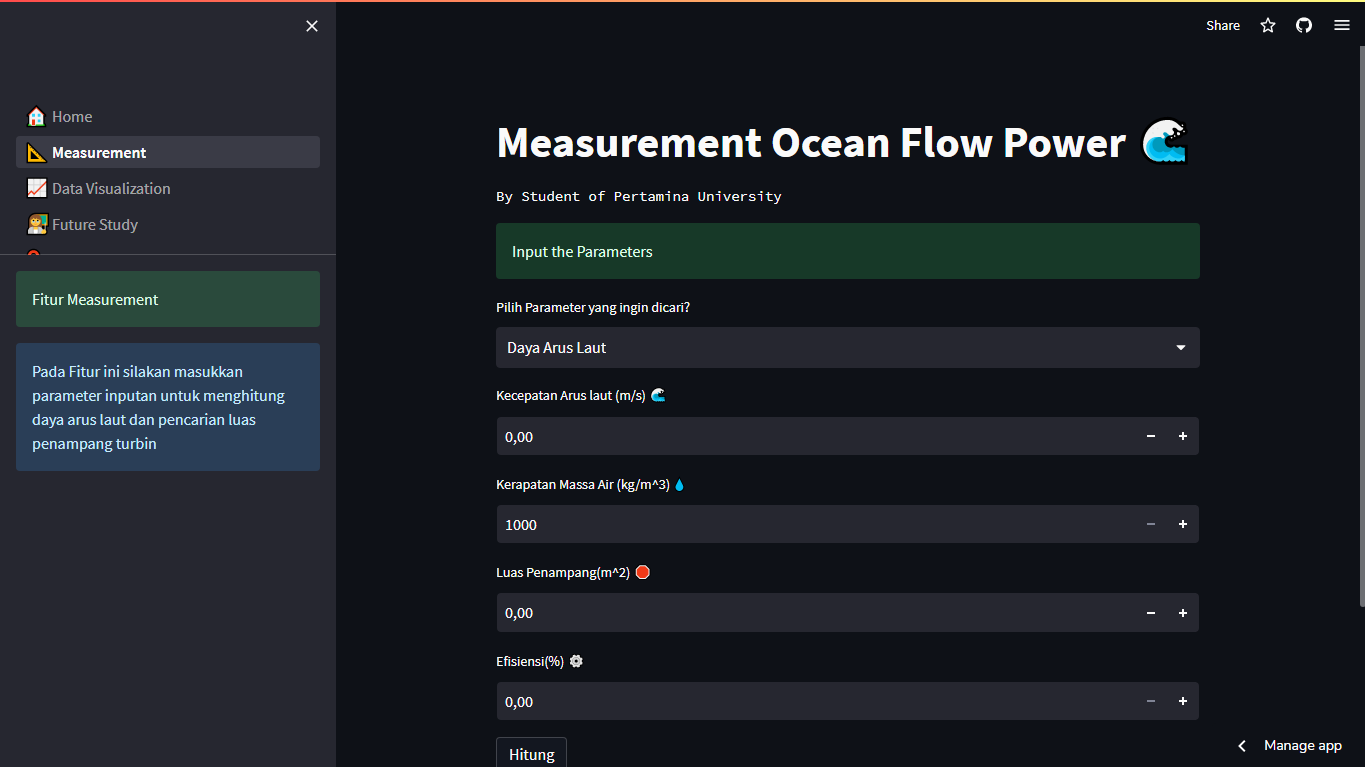 Share
Home
Measurement
Data Visualization
Future Study
Fitur Measurement
Pada Fitur ini silakan masukkan
parameter inputan untuk menghitung
daya arus laut dan pencarian luas
penampang turbin
Measurement Ocean Flow Power
By Student of Pertamina University
Input the Parameters
Pilih Parameter yang ingin dicari?
Daya Arus Laut
Kecepatan Arus laut (m/s)
0,00
Kerapatan Massa Air (kg/m^3)
1000
Luas Penampang(m^2)
0,00
Efisiensi(%)
0,00
Hitung
Manage app